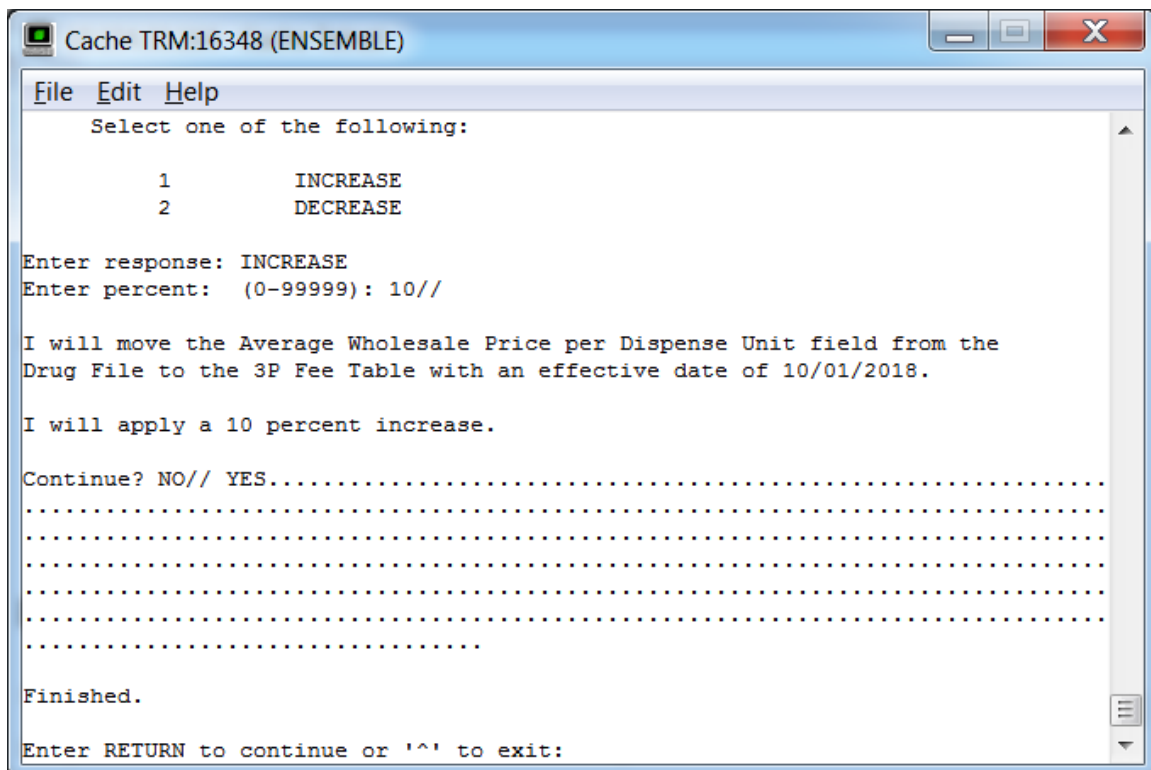 Cache TRM:16348 (ENSEMBLE)
File Edit Help
Select one of the following:
1 INCREASE
2 DECREASE
Enter response: INCREASE
Enter percent: (0-99999): 10//
I will move the Average Wholesale Price per Dispense Unit field from the
Drug File to the 3P Fee Table with an effective date of 10/01/2018.
I will apply a 10 percent increase.
Continue? NO// YES..............................................................
................................................................................
................................................................................
................................................................................
................................................................................
................................................................................
..................................
Finished.
Enter RETURN to continue or '^' to exit: